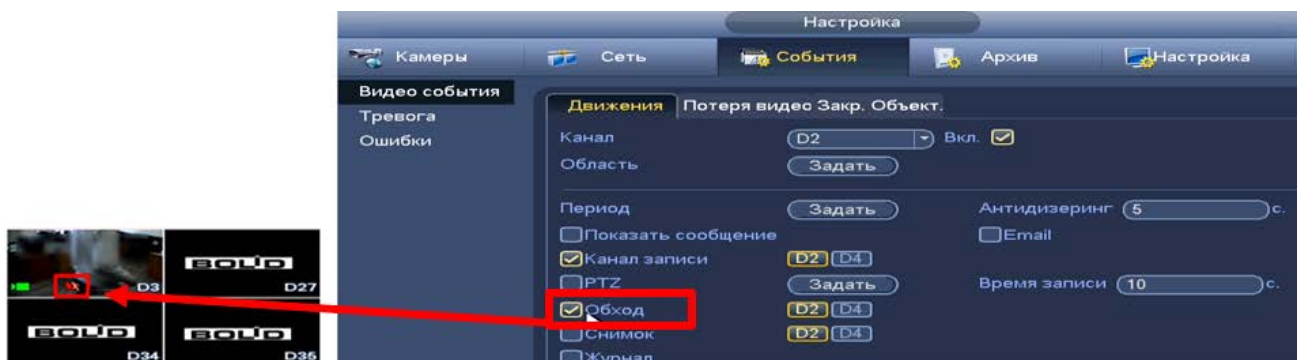 Настройка
Камеры Сеть События Архив Настройка
Видео события
Тревога
Ошибки
Движения Потеря видео Закр. Объект.
Канал D2 Вкл.
Область Задать
Период Задать Антидизеринг 5 с.
Показать сообщение Email
Канал записи D2 D4
PTZ Задать Время записи 10 с.
Обход D2 D4
Снимок D2 D4
Журнал
D3 BOLID D27
BOLID D34 BOLID D35